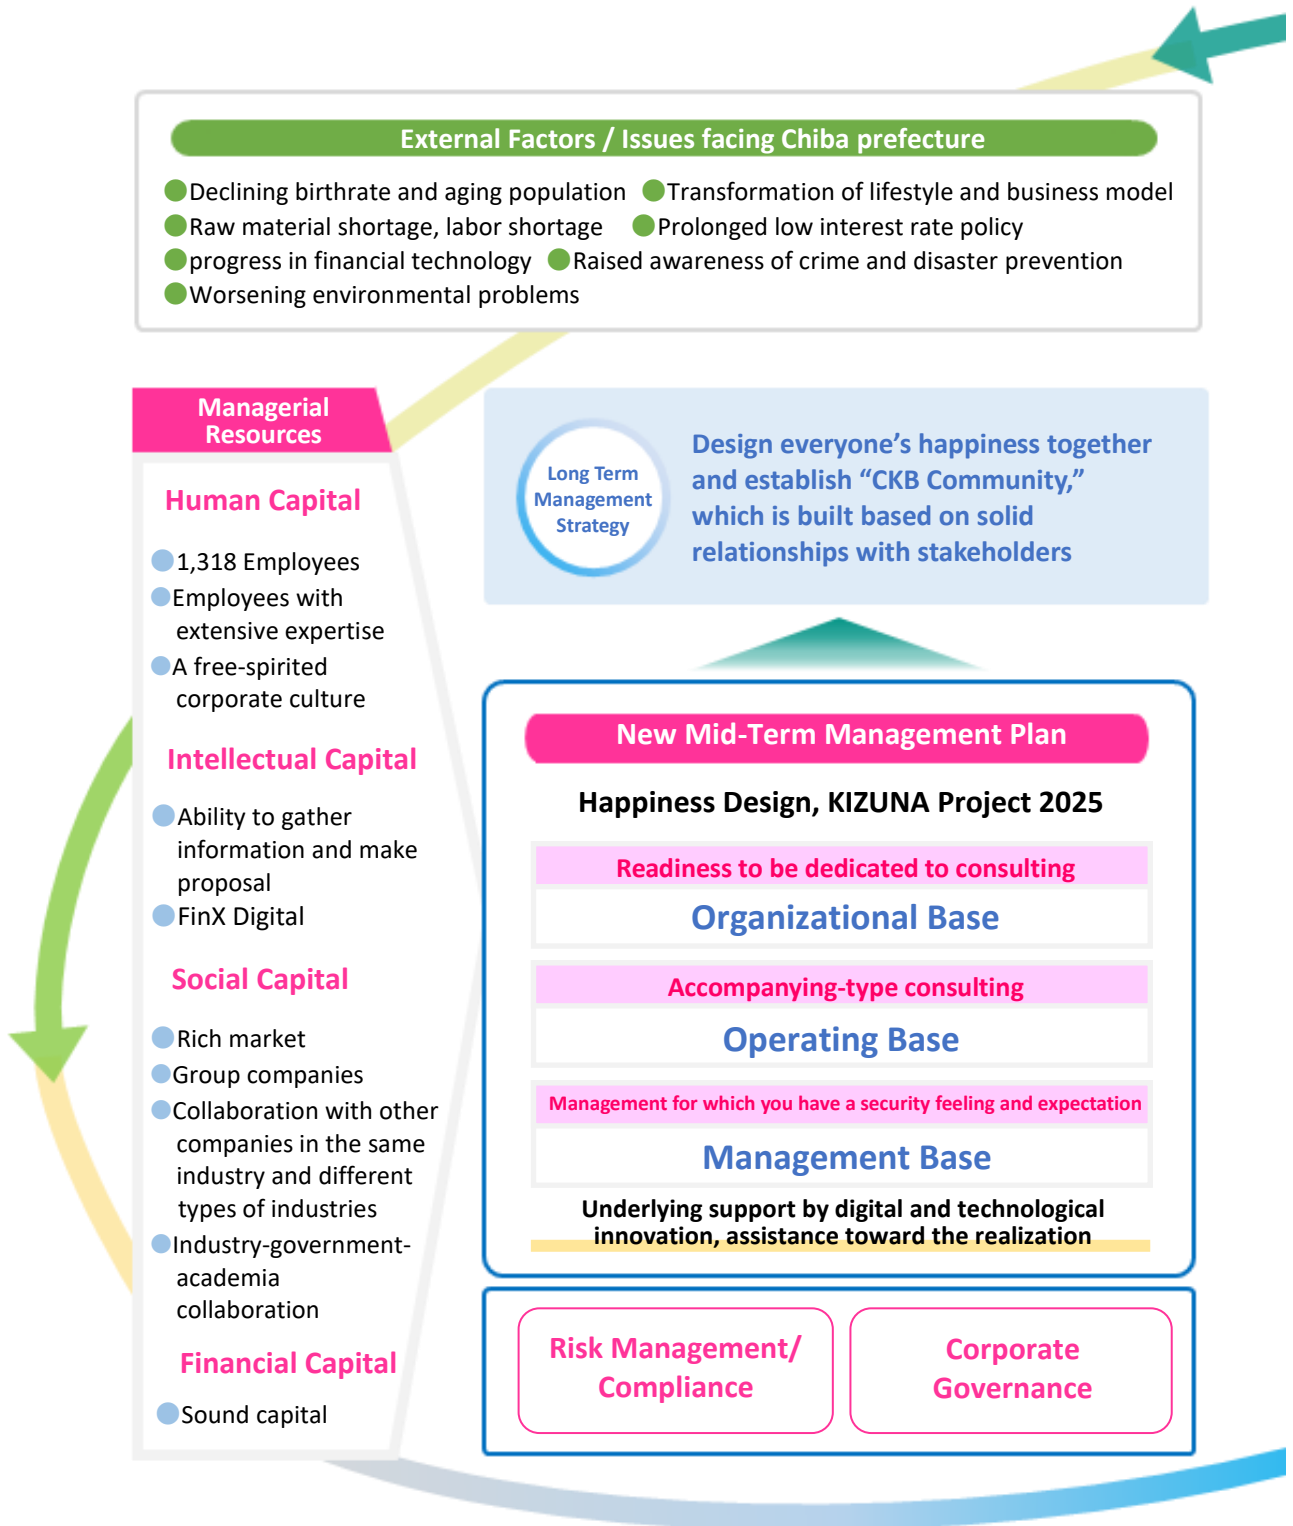 External Factors / Issues facing Chiba prefecture
●Declining birthrate and aging population ●Transformation of lifestyle and business model
●Raw material shortage, labor shortage ●Prolonged low interest rate policy
●progress in financial technology ●Raised awareness of crime and disaster prevention
●Worsening environmental problems
Managerial
Resources
Human Capital
●1,318 Employees
●Employees with
extensive expertise
●A free-spirited
corporate culture
Intellectual Capital
●Ability to gather
information and make
proposal
●FinX Digital
Social Capital
●Rich market
●Group companies
●Collaboration with other
companies in the same
industry and different
types of industries
●Industry-government-
academia
collaboration
Financial Capital
●Sound capital
Long Term
Management
Strategy
Design everyone’s happiness together
and establish “CKB Community,”
which is built based on solid
relationships with stakeholders
New Mid-Term Management Plan
Happiness Design, KIZUNA Project 2025
Readiness to be dedicated to consulting
Organizational Base
Accompanying-type consulting
Operating Base
Management for which you have a security feeling and expectation
Management Base
Underlying support by digital and technological
innovation, assistance toward the realization
Risk Management/
Compliance
Corporate
Governance